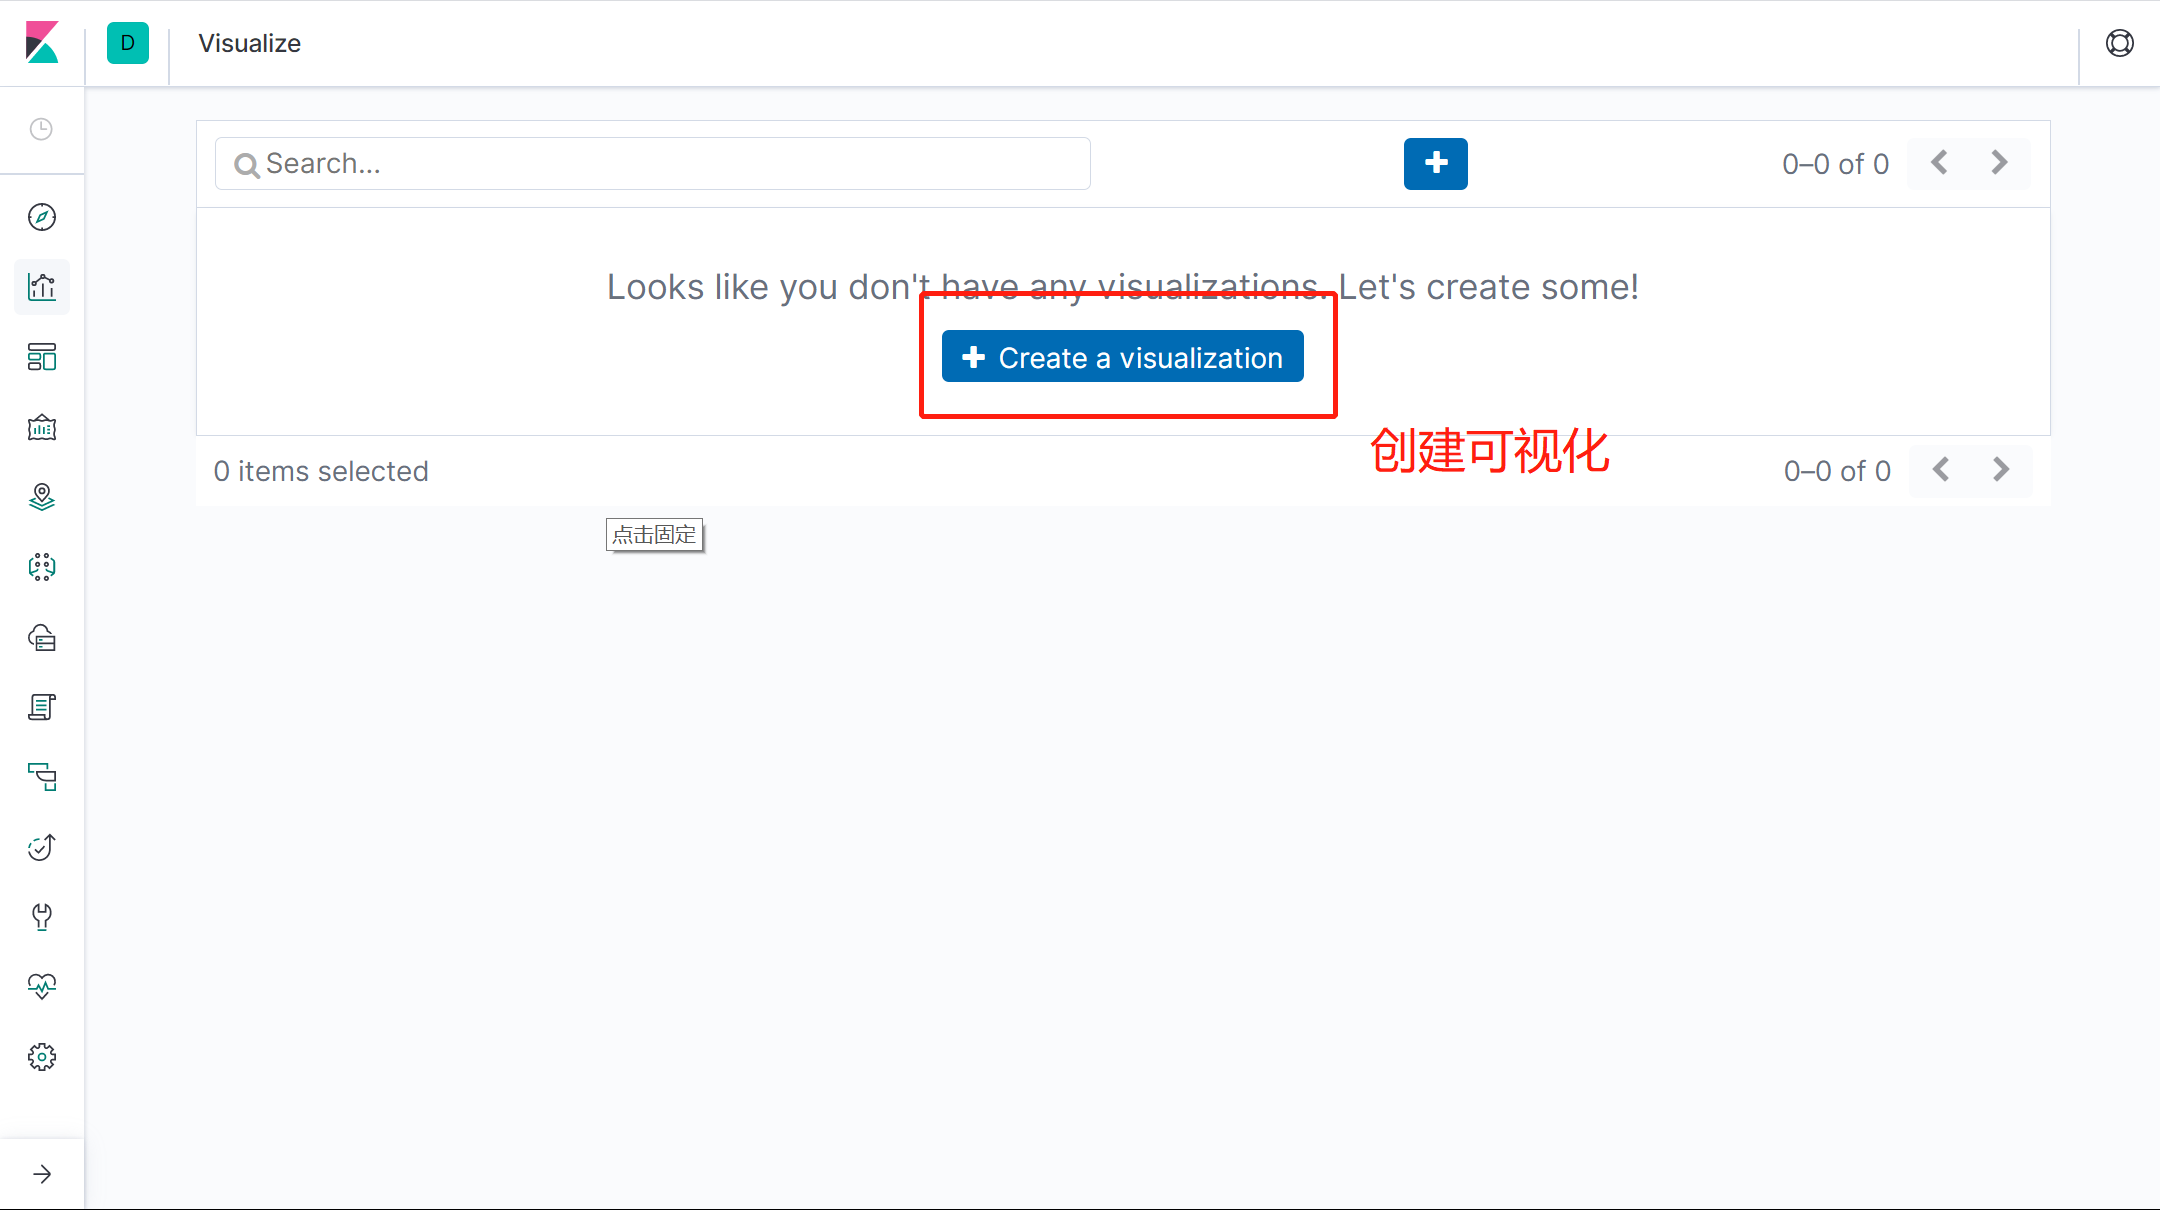 D
Visualize
Search...
0–0 of 0
Looks like you don't have any visualizations. Let's create some!
Create a visualization
创建可视化
0 items selected
0–0 of 0
点击固定